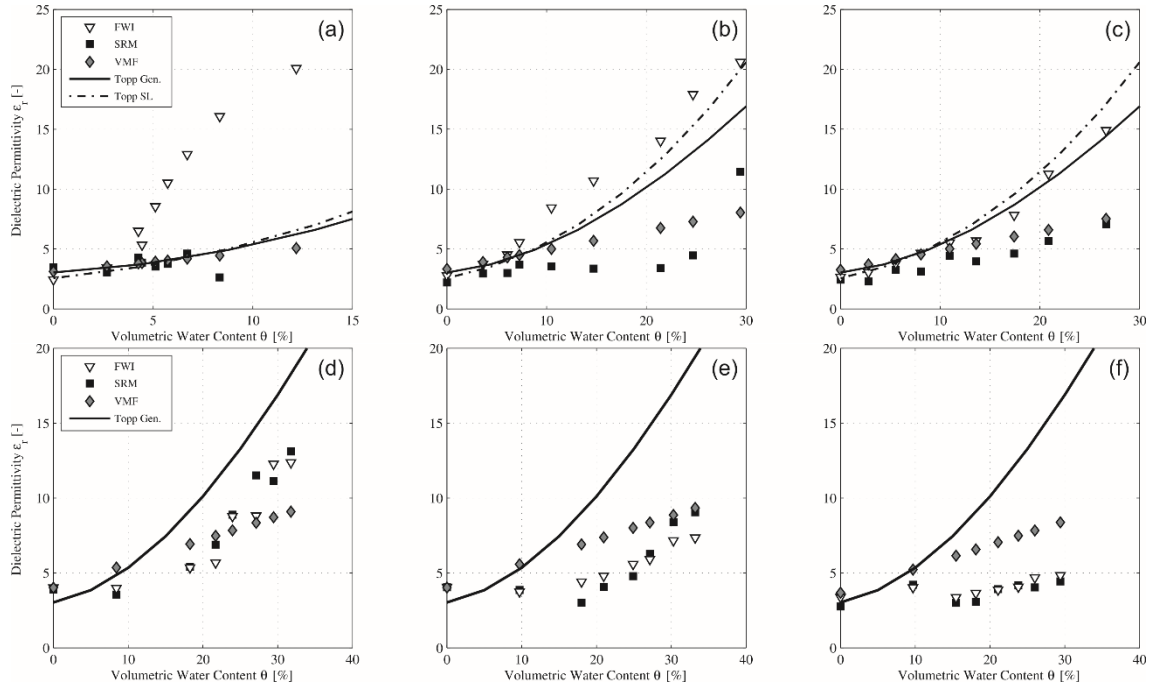 (a)
FWI
SRM
VMF
Topp Gen.
Topp SL
Dielectric Permittivity εr [-]
25
20
15
10
5
0
0 5 10 15
Volumetric Water Content θ [%]
(b)
25
20
15
10
5
0
0 10 20 30
Volumetric Water Content θ [%]
(c)
25
20
15
10
5
0
0 10 20 30
Volumetric Water Content θ [%]
(d)
FWI
SRM
VMF
Topp Gen.
Dielectric Permittivity εr [-]
20
15
10
5
0
0 10 20 30 40
Volumetric Water Content θ [%]
(e)
20
15
10
5
0
0 10 20 30 40
Volumetric Water Content θ [%]
(f)
20
15
10
5
0
0 10 20 30 40
Volumetric Water Content θ [%]